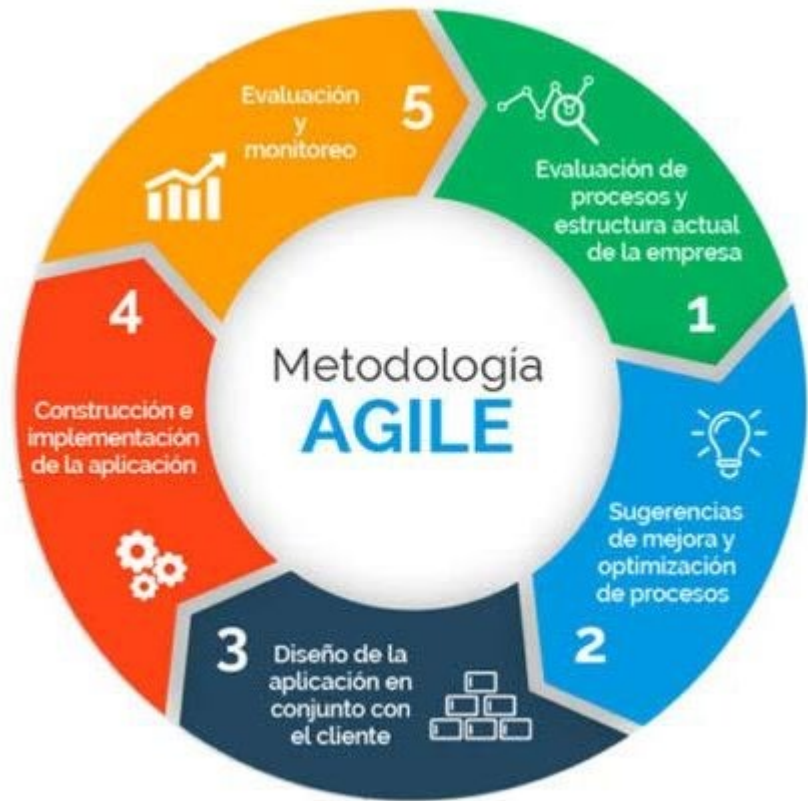 Metodología
AGILE
Evaluación de
procesos y
estructura actual
de la empresa
1
Sugerencias
de mejora y
optimización
de procesos
2
3
Diseño de la
aplicación en
conjunto con
el cliente
4
Construcción e
implementación
de la aplicación
Evaluación
y
monitoreo
5